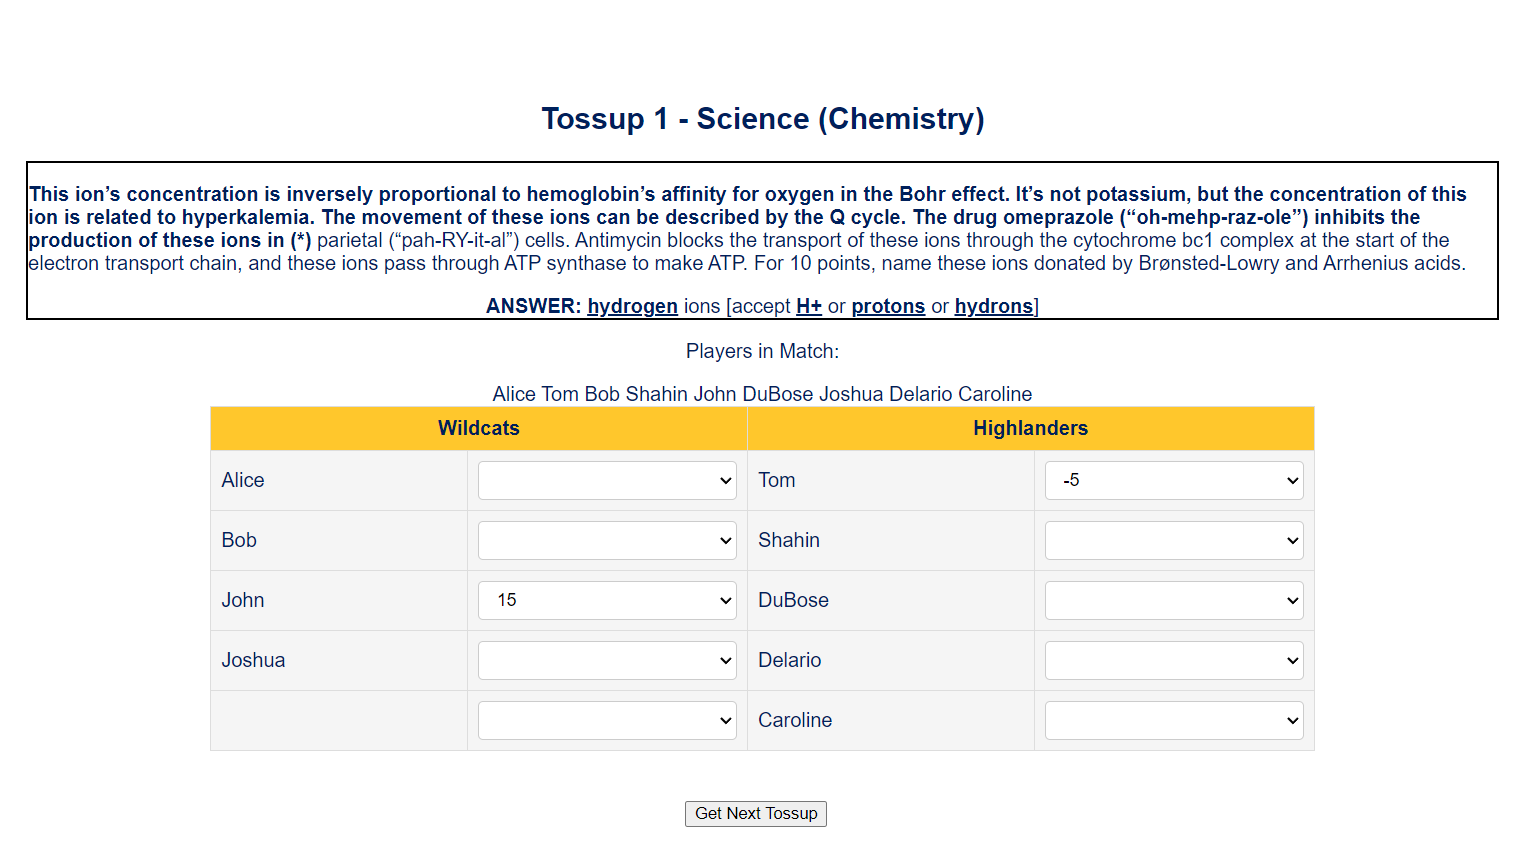 Tossup 1 - Science (Chemistry)
This ion’s concentration is inversely proportional to hemoglobin’s affinity for oxygen in the Bohr effect. It’s not potassium, but the concentration of this
ion is related to hyperkalemia. The movement of these ions can be described by the Q cycle. The drug omeprazole (“oh-mehp-raz-ole”) inhibits the
production of these ions in (*) parietal (“pah-RY-it-al”) cells. Antimycin blocks the transport of these ions through the cytochrome bc1 complex at the start of the
electron transport chain, and these ions pass through ATP synthase to make ATP. For 10 points, name these ions donated by Brønsted-Lowry and Arrhenius acids.
ANSWER: hydrogen ions [accept H+ or protons or hydrons]
Players in Match:
Alice Tom Bob Shahin John DuBose Joshua Delario Caroline
Wildcats Highlanders
Alice Tom -5
Bob Shahin
John 15 DuBose
Joshua Delario
Caroline
Get Next Tossup